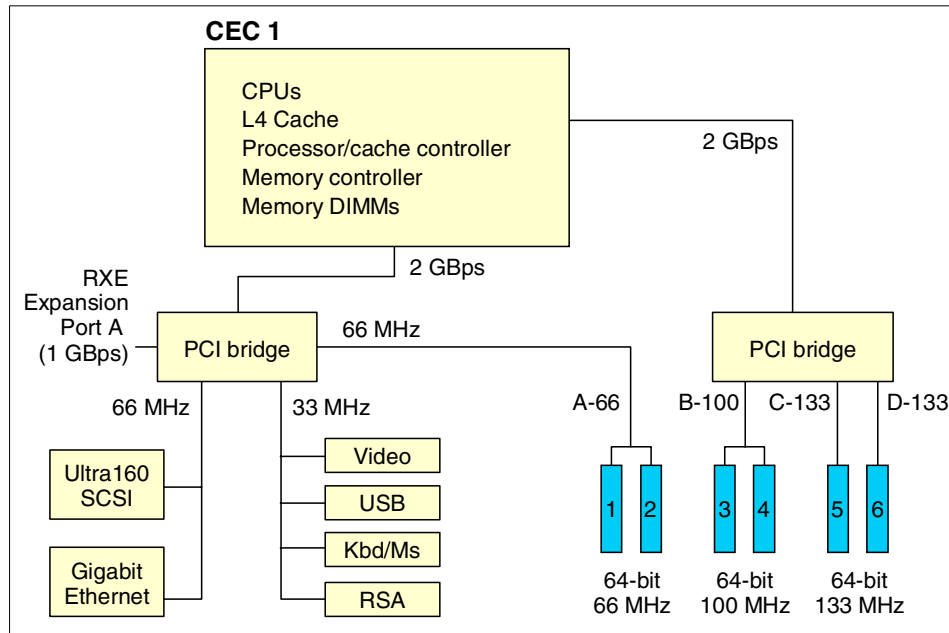 CEC 1
CPUs
L4 Cache
Processor/cache controller
Memory controller
Memory DIMMs
2 GBps
2 GBps
RXE
Expansion
Port A
(1 GBps)
PCI bridge
66 MHz
PCI bridge
66 MHz
33 MHz
A-66
B-100
C-133
D-133
Ultra160
SCSI
Gigabit
Ethernet
Video
USB
Kbd/Ms
RSA
1
2
3
4
5
6
64-bit
66 MHz
64-bit
100 MHz
64-bit
133 MHz